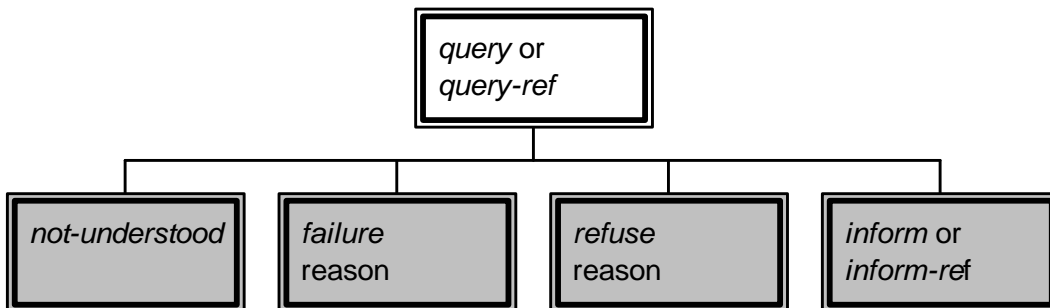 query or
query-ref
not-understood
failure
reason
refuse
reason
inform or
inform-ref